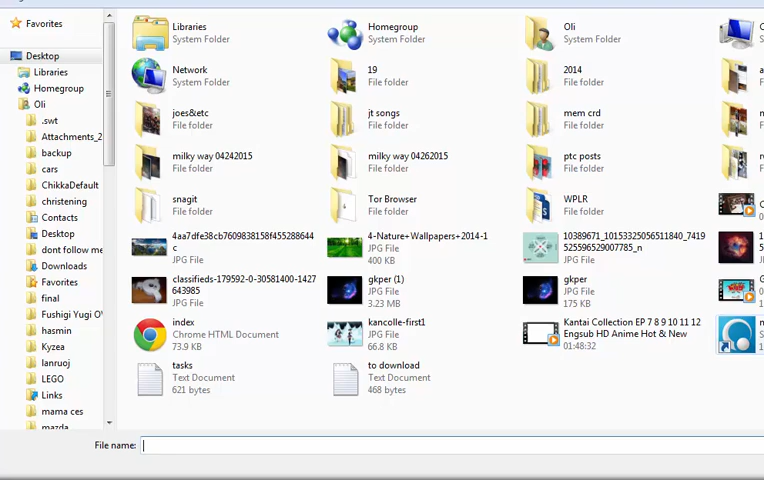 Favorites
Desktop
Libraries
Homegroup
Oli
.swt
Attachments_2
backup
cars
ChikkaDefault
christening
Contacts
Desktop
dont follow me
Downloads
Favorites
final
Fushigi Yugi O
hasmin
Kyzea
lanruoj
LEGO
Links
mama ces
mazda
Libraries
System Folder
Homegroup
System Folder
Oli
System Folder
Network
System Folder
19
File folder
2014
File folder
joes&etc
File folder
jt songs
File folder
mem crd
File folder
milky way 04242015
File folder
milky way 04262015
File folder
ptc posts
File folder
snagit
File folder
Tor Browser
File folder
WPLR
File folder
4aa7dfe38cb7609838158f455288644
c
JPG File
4-Nature+Wallpapers+2014-1
JPG File
400 KB
10389671_10153325056511840_7419
525596529007785_n
JPG File
classifieds-179592-0-30581400-1427
643985
JPG File
gkper (1)
JPG File
3.23 MB
gkper
JPG File
175 KB
index
Chrome HTML Document
73.9 KB
kancolle-first1
JPG File
66.8 KB
Kantai Collection EP 7 8 9 10 11 12
Engsub HD Anime Hot & New
01:48:32
tasks
Text Document
621 bytes
to download
Text Document
468 bytes
File name: